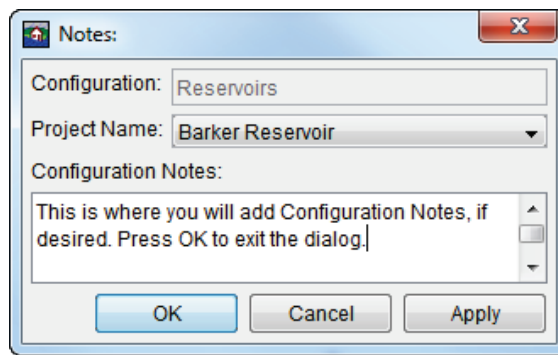 Notes:
Configuration: Reservoirs
Project Name: Barker Reservoir
Configuration Notes:
This is where you will add Configuration Notes, if
desired. Press OK to exit the dialog.
OK Cancel Apply